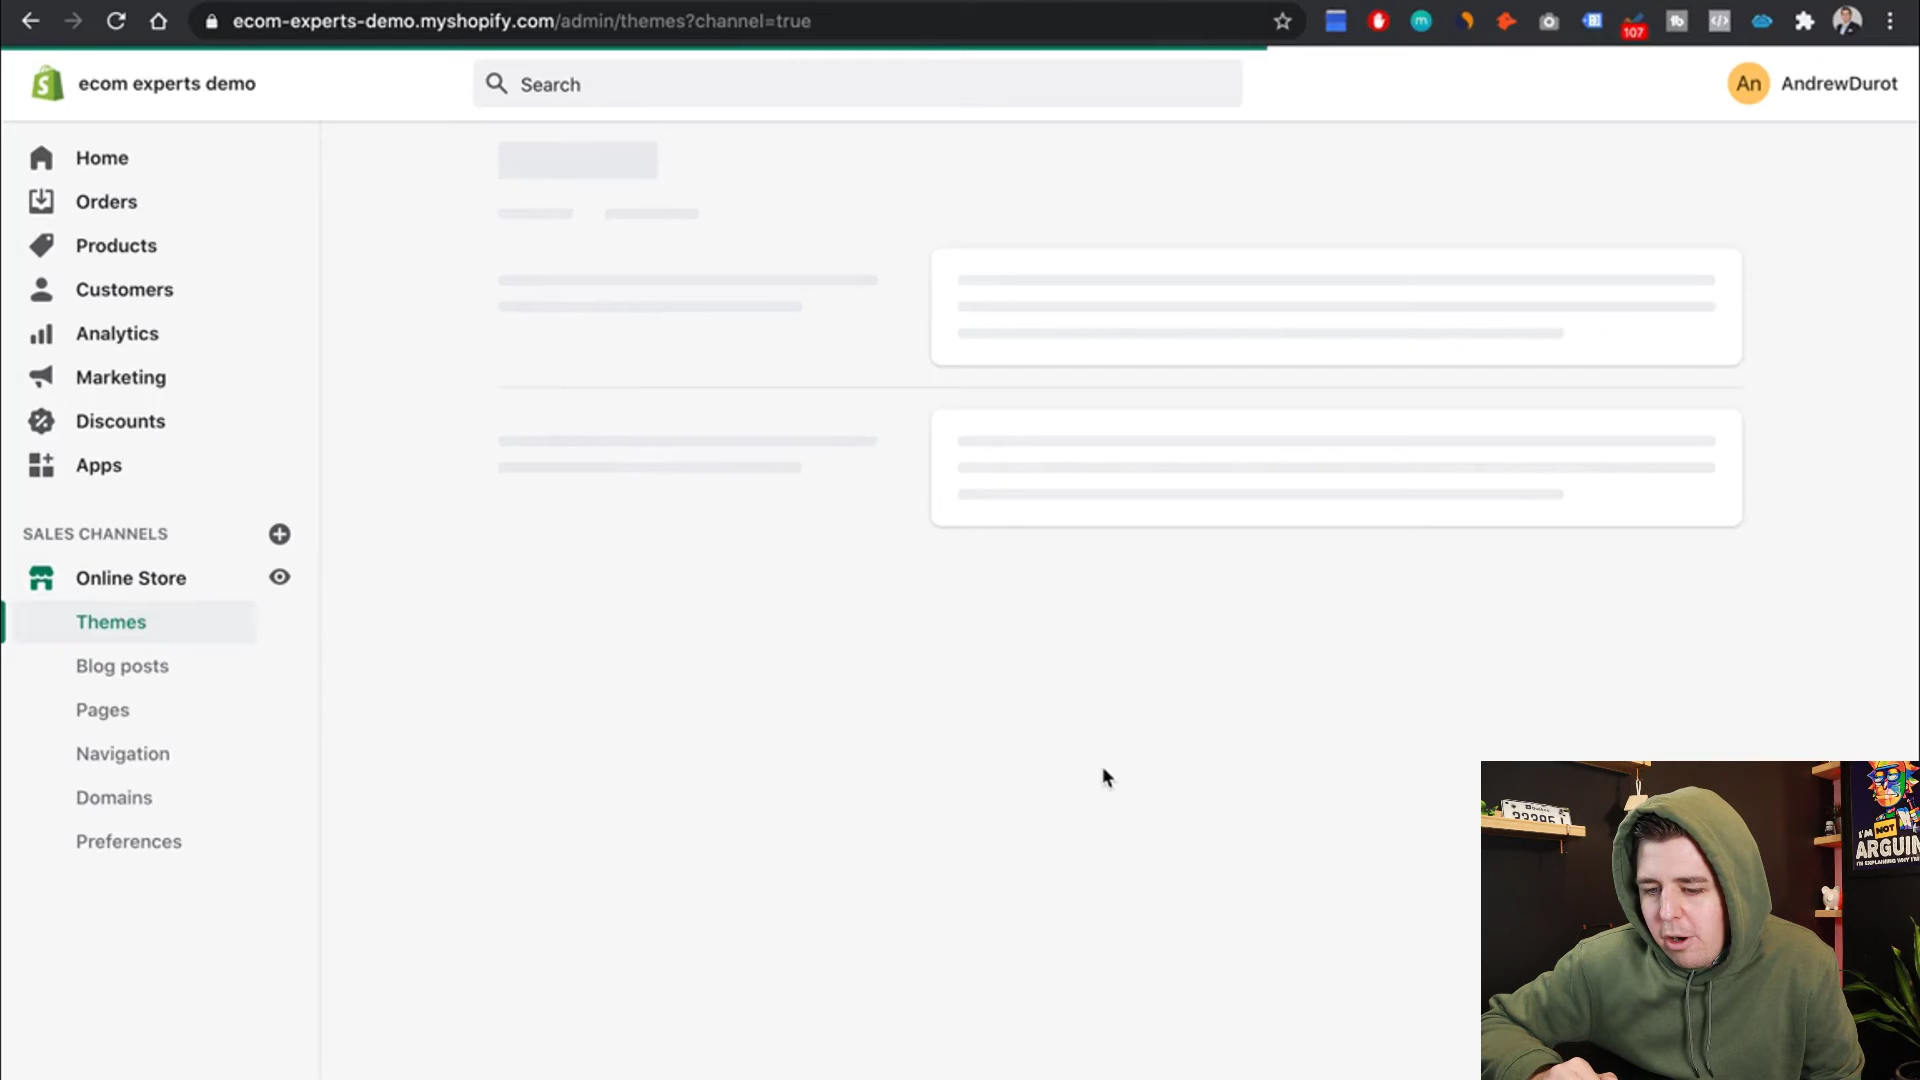 ecom-experts-demo.myshopify.com/admin/themes?channel=true
107
ecom experts demo
Search
An
AndrewDurot
Home
Orders
Products
Customers
Analytics
Marketing
Discounts
Apps
SALES CHANNELS
Online Store
Themes
Blog posts
Pages
Navigation
Domains
Preferences
I'M NOT
ARGUIN